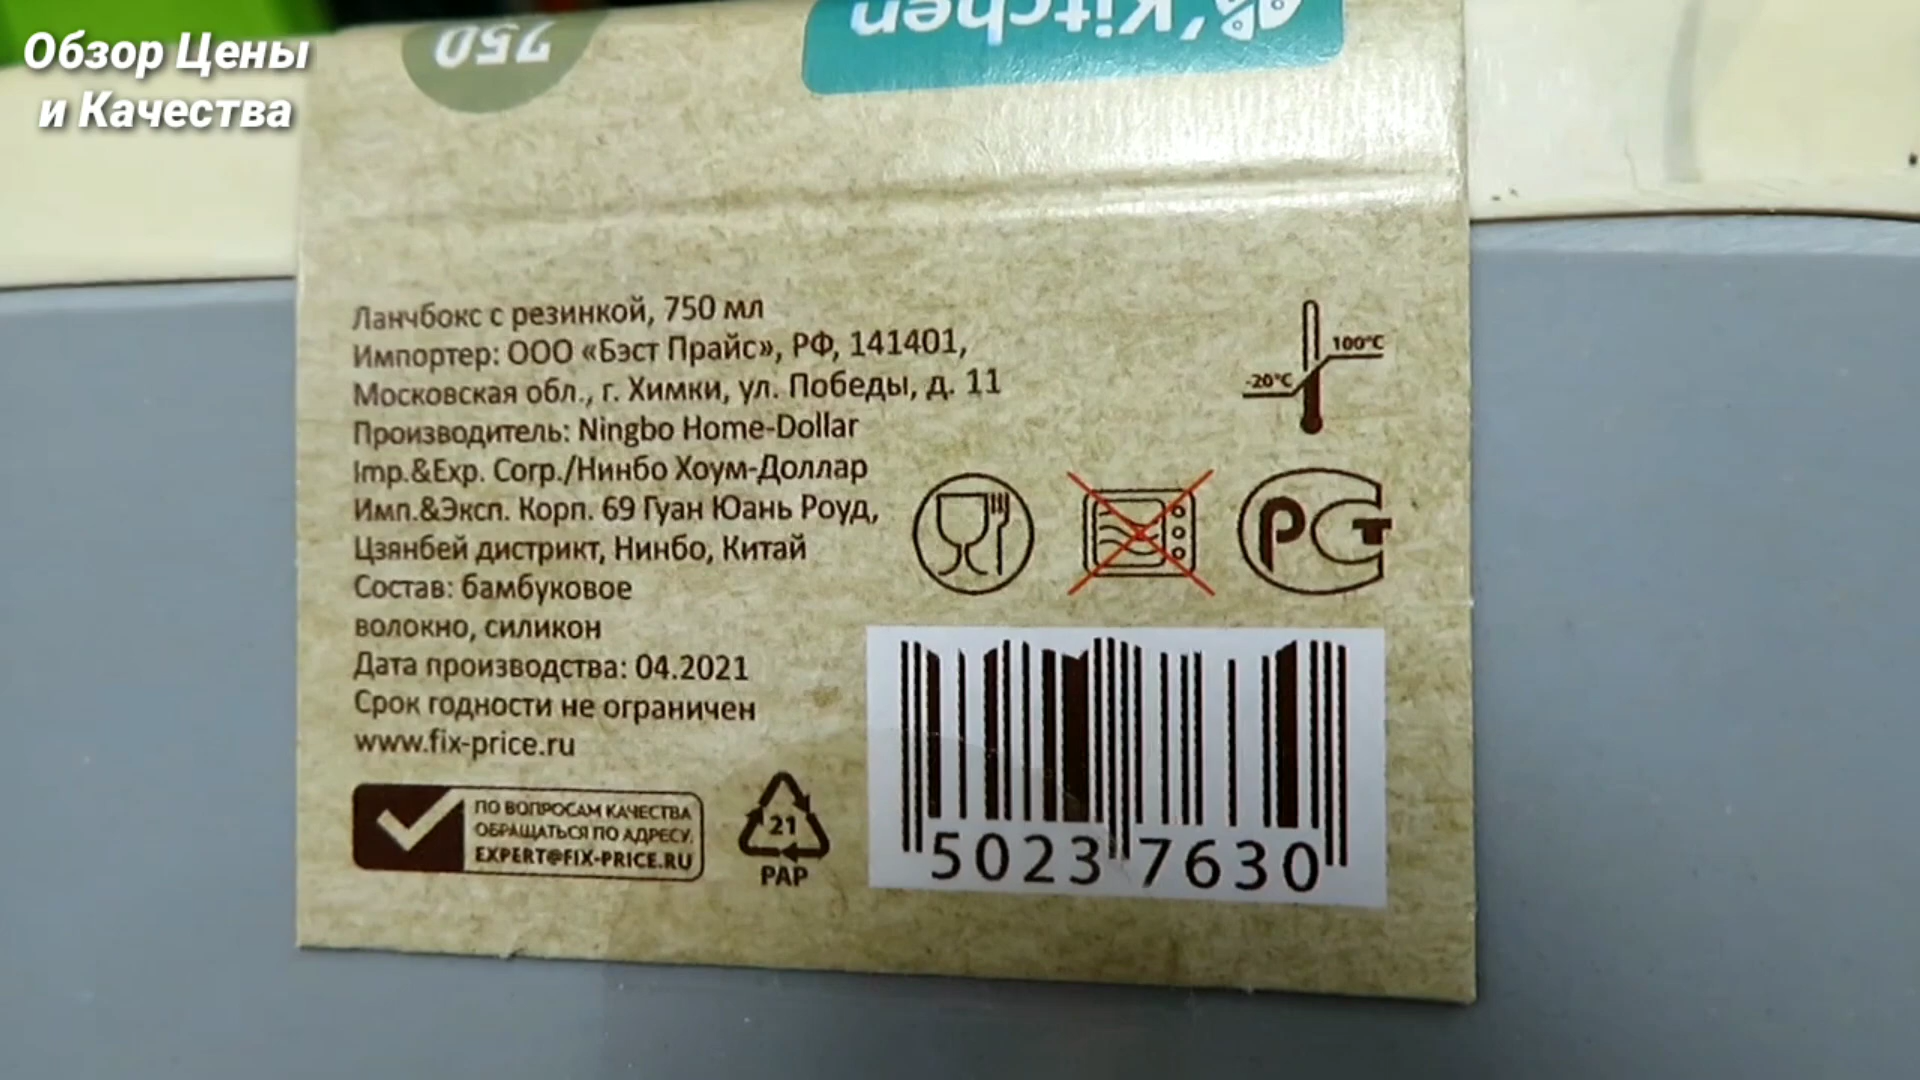 Обзор Цены
и Качества
750
Kitchen
Ланчбокс с резинкой, 750 мл
Импортер: ООО «Бэст Прайс», РФ, 141401,
Московская обл., г. Химки, ул. Победы, д. 11
Производитель: Ningbo Home-Dollar
Imp.&Exp. Corp./Нинбо Хоум-Доллар
Имп.&Эксп. Корп. 69 Гуан Юань Роуд,
Цзянбей дистрикт, Нинбо, Китай
Состав: бамбуковое
волокно, силикон
Дата производства: 04.2021
Срок годности не ограничен
www.fix-price.ru
100°C
-20°C
РСТ
ПО ВОПРОСАМ КАЧЕСТВА
ОБРАЩАТЬСЯ ПО АДРЕСУ:
EXPERT@FIX-PRICE.RU
21
PAP
5023 7630